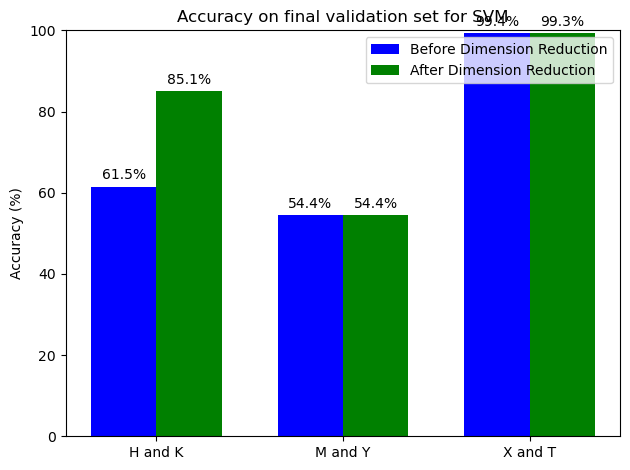 Accuracy on final validation set for SVM
99.4%
99.3%
100
Before Dimension Reduction
After Dimension Reduction
85.1%
80
61.5%
60
54.4%
54.4%
Accuracy (%)
40
20
0
H and K
M and Y
X and T